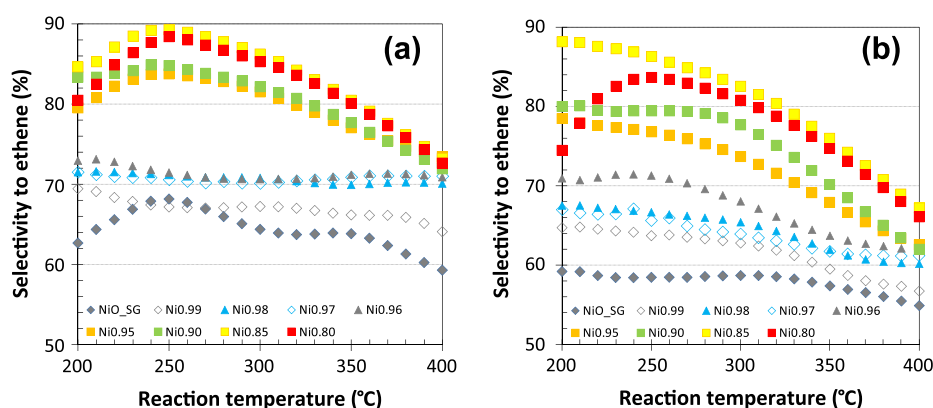 90
80
70
60
50
Selectivity to ethene (%)
(a)
NiO_SG Ni0.99 Ni0.98 Ni0.97 Ni0.96
Ni0.95 Ni0.90 Ni0.85 Ni0.80
200 250 300 350 400
Reaction temperature (°C)
90
80
70
60
50
Selectivity to ethene (%)
(b)
NiO_SG Ni0.99 Ni0.98 Ni0.97 Ni0.96
Ni0.95 Ni0.90 Ni0.85 Ni0.80
200 250 300 350 400
Reaction temperature (°C)